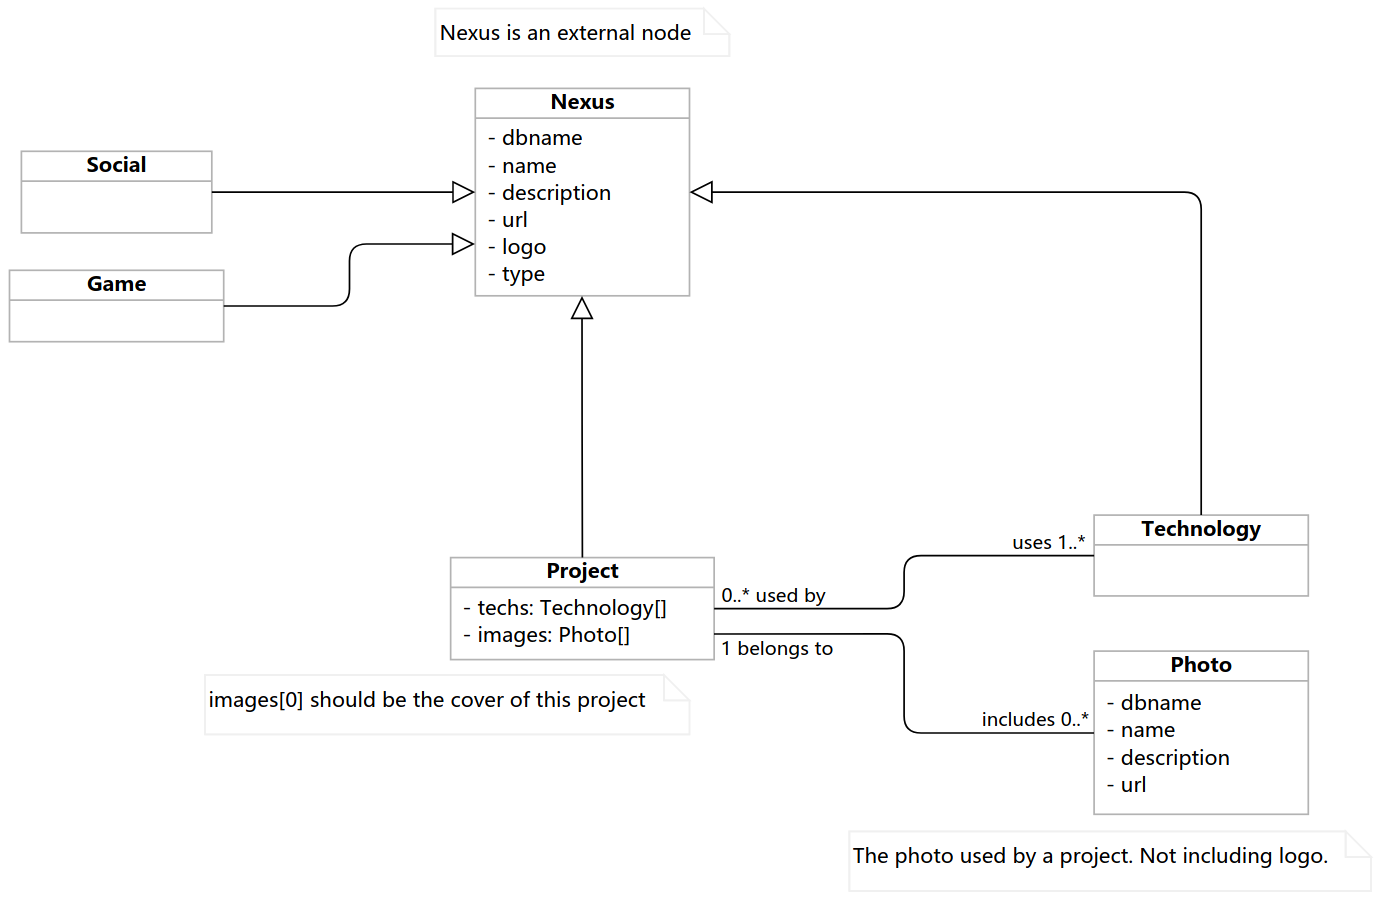 Nexus is an external node
Nexus
- dbname
- name
- description
- url
- logo
- type
Social
Game
Project
- techs: Technology[]
- images: Photo[]
images[0] should be the cover of this project
0..* used by
uses 1..*
1 belongs to
includes 0..*
Technology
Photo
- dbname
- name
- description
- url
The photo used by a project. Not including logo.